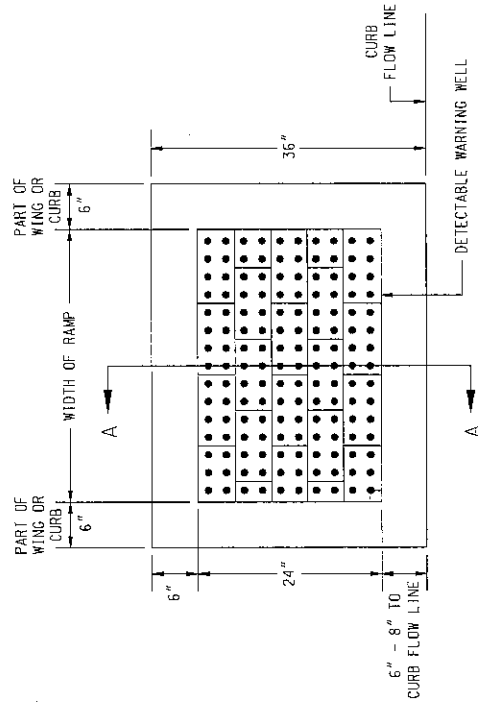 PART OF
WING OR
CURB
6"
WIDTH OF RAMP
PART OF
WING OR
CURB
6"
A
36"
CURB
FLOW LINE
6"
24"
6" - 8" TO
CURB FLOW LINE
DETECTABLE WARNING WELL
A